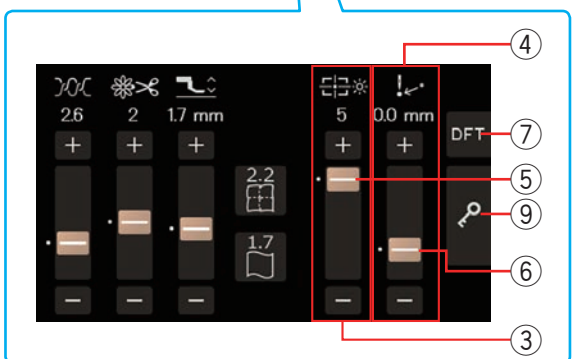 ④
2.6 2 1.7 mm 5 0.0 mm
+ + + + +
DFT ⑦
2.2
⑤
⑨
1.7
⑥
− − − − −
③